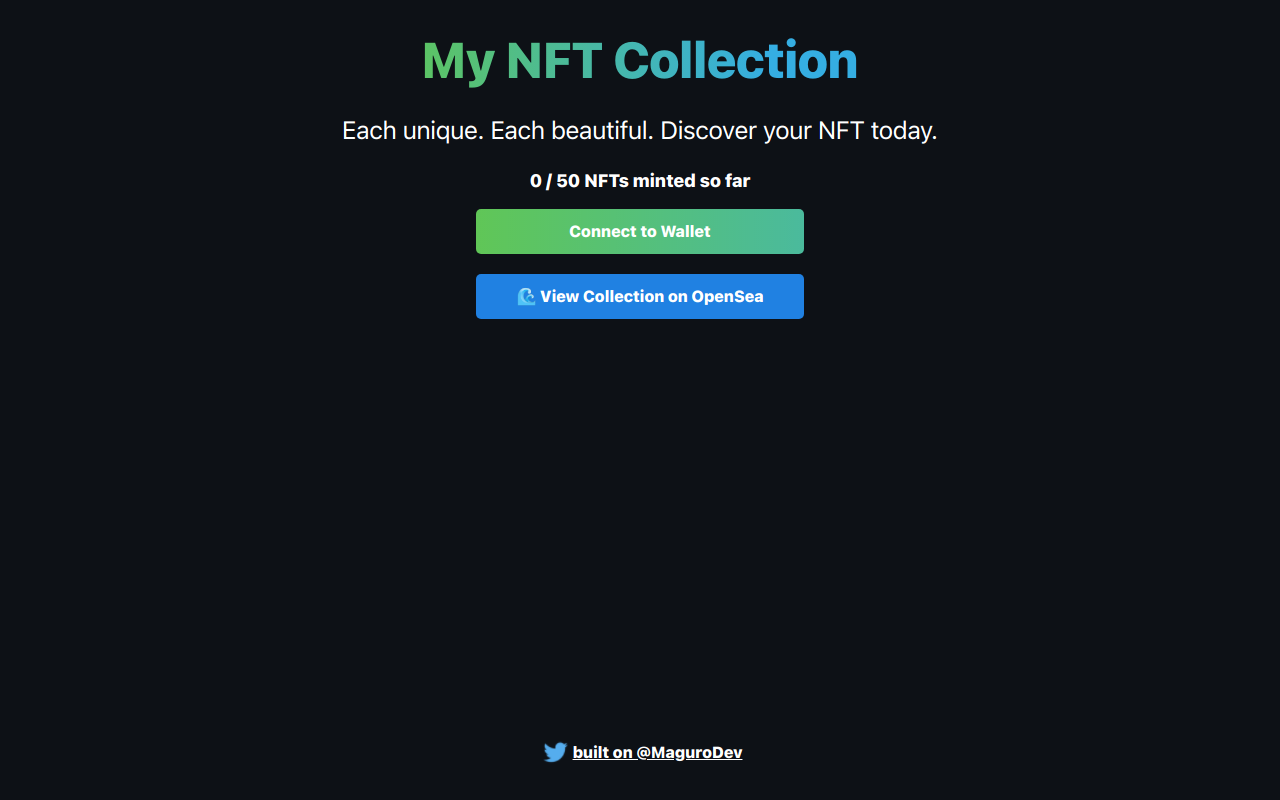 My NFT Collection
Each unique. Each beautiful. Discover your NFT today.
0 / 50 NFTs minted so far
Connect to Wallet
🌊 View Collection on OpenSea
built on @MaguroDev